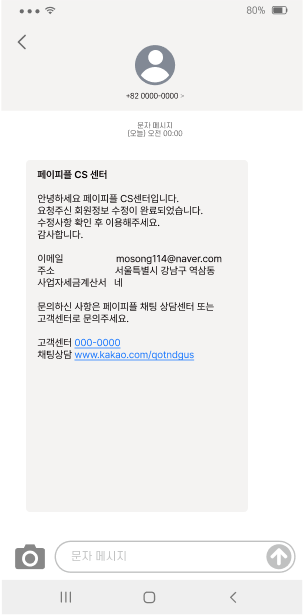 80%
+82 0000-0000 >
문자 메시지
[오늘] 오전 00:00
페이피플 CS 센터
안녕하세요 페이피플 CS센터입니다.
요청주신 회원정보 수정이 완료되었습니다.
수정사항 확인 후 이용해주세요.
감사합니다.
이메일 mosong114@naver.com
주소 서울특별시 강남구 역삼동
사업자세금계산서 네
문의하신 사항은 페이피플 채팅 상담센터 또는
고객센터로 문의주세요.
고객센터 000-0000
채팅상담 www.kakao.com/qotndgus
문자 메시지